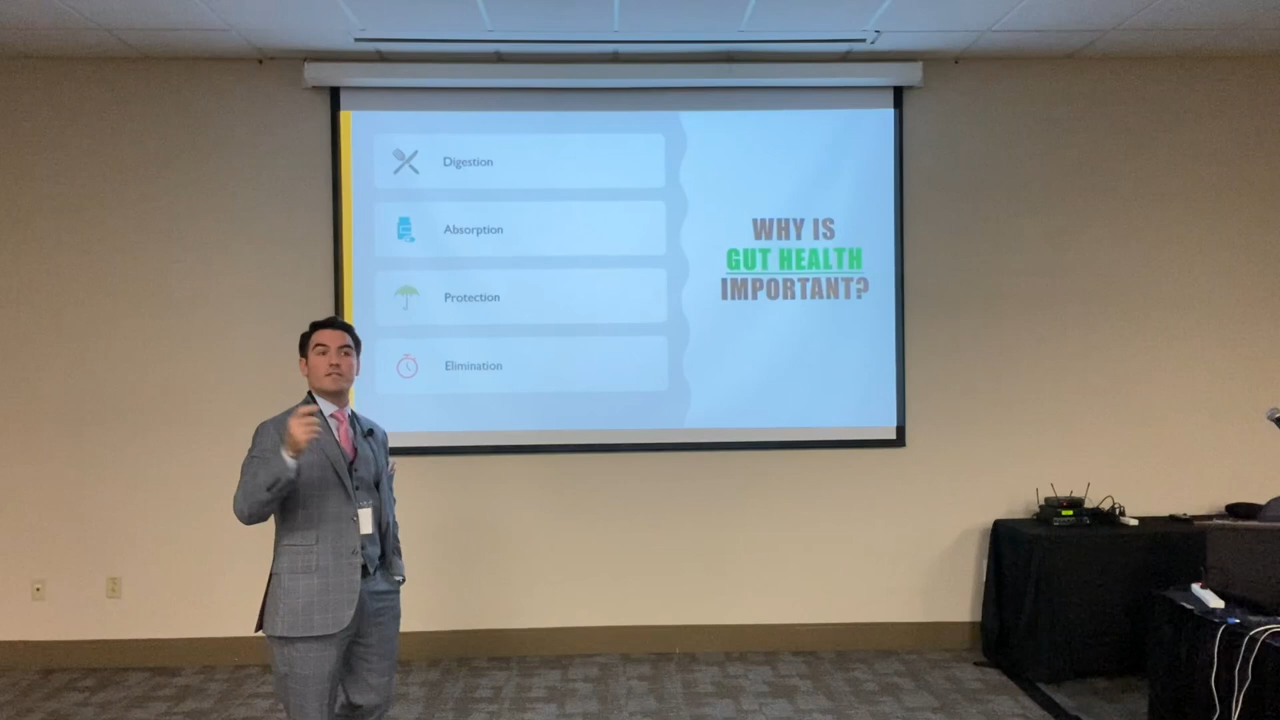 Digestion
Absorption
Protection
Elimination
WHY IS
GUT HEALTH
IMPORTANT?